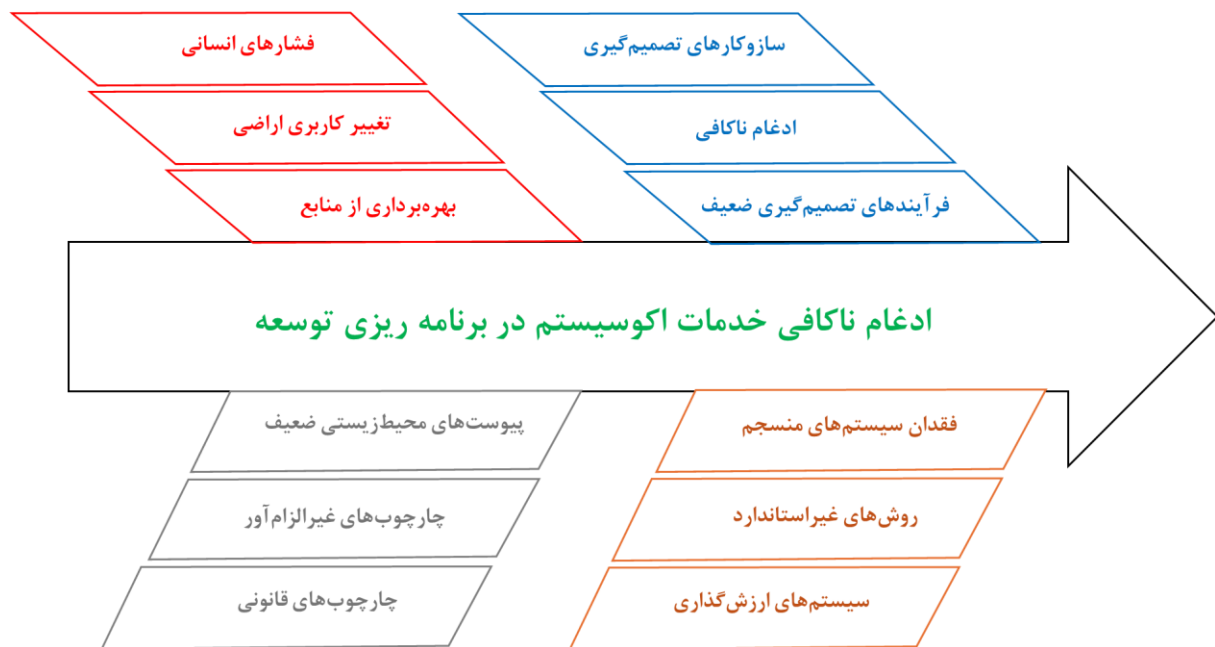 سازوکارهای تصمیم‌گیری
ادغام ناکافی
فرآیندهای تصمیم‌گیری ضعیف
فشارهای انسانی
تغییر کاربری اراضی
بهره‌برداری از منابع
ادغام ناکافی خدمات اکوسیستم در برنامه ریزی توسعه
فقدان سیستم‌های منسجم
روش‌های غیراستاندارد
سیستم‌های ارزش‌گذاری
پیوست‌های محیط‌زیستی ضعیف
چارچوب‌های غیرالزام‌آور
چارچوب‌های قانونی